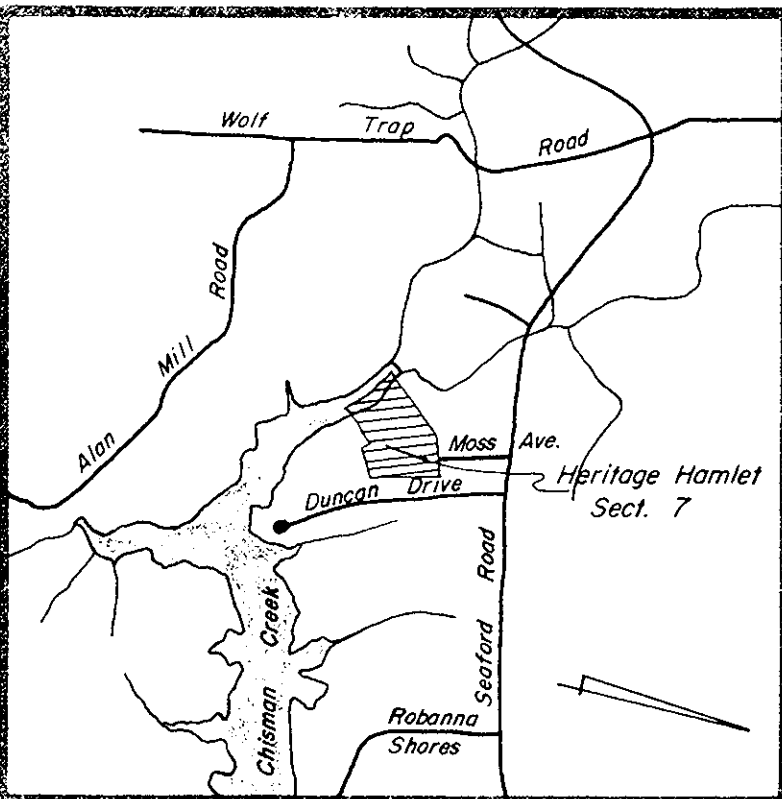 Wolf Trap Road
Alan Mill Road
Moss Ave.
Heritage Hamlet
Sect. 7
Duncan Drive
Seaford Road
Chisman Creek
Robanna
Shores